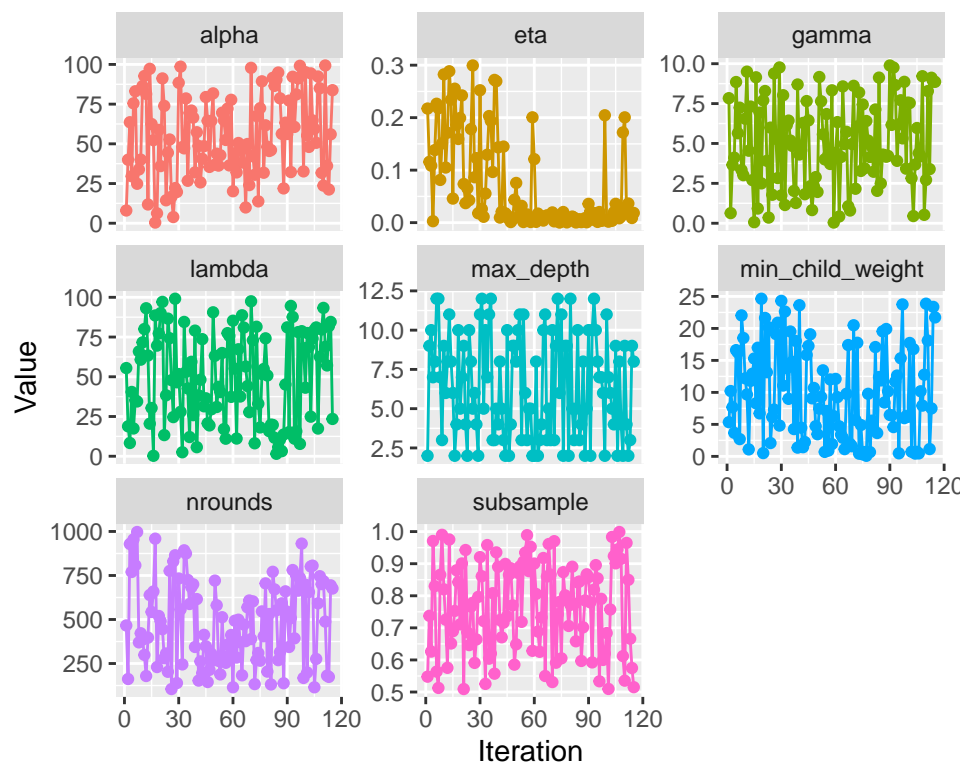 alpha eta gamma
100 0.3 10.0
75 7.5
0.2
50 5.0
0.1
25 2.5
0 0.0 0.0
lambda max_depth min_child_weight
100 12.5 25
75 10.0 20
15
50 7.5
10
25 5.0
5
0 2.5 0
0 30 60 90 120
nrounds subsample
1000 1.0
0.9
750
0.8
500 0.7
250 0.6
0.5
0 30 60 90 120 0 30 60 90 120
Value
Iteration